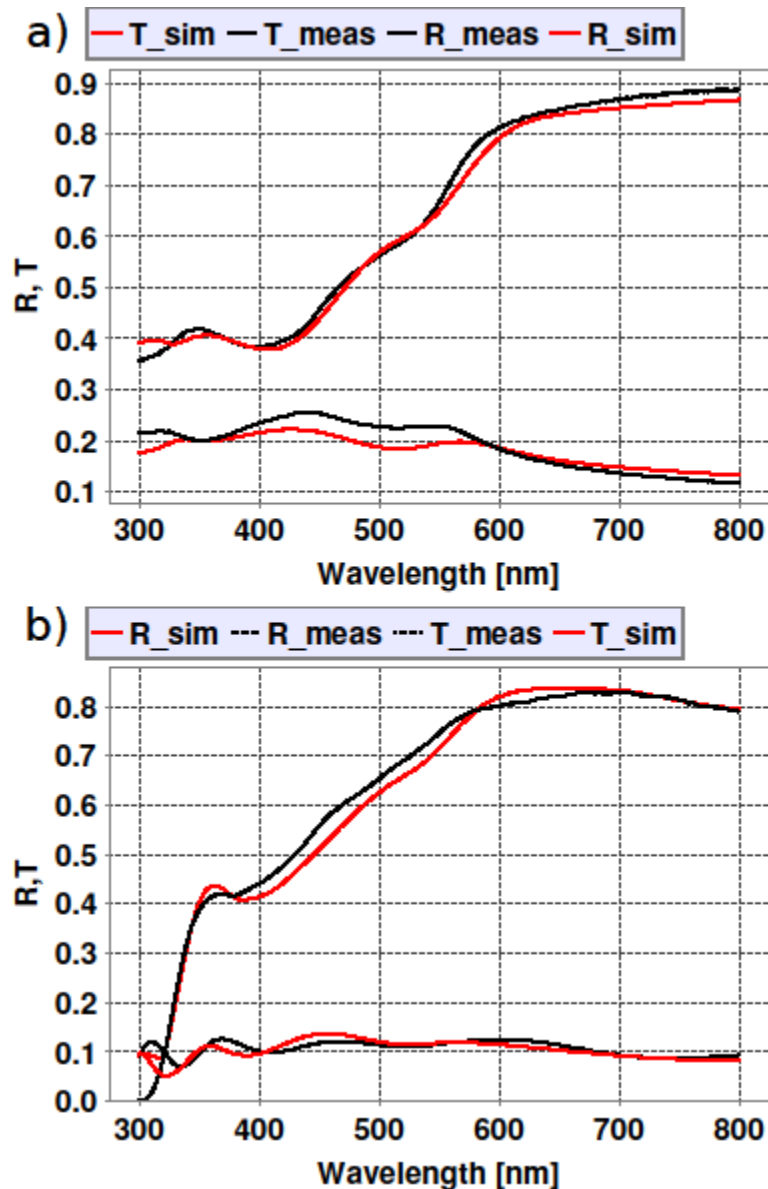 a) T_sim T_meas R_meas R_sim
0.9
0.8
0.7
0.6
0.5
0.4
0.3
0.2
0.1
R, T
300 400 500 600 700 800
Wavelength [nm]
b) R_sim R_meas T_meas T_sim
0.8
0.7
0.6
0.5
0.4
0.3
0.2
0.1
0.0
R,T
300 400 500 600 700 800
Wavelength [nm]